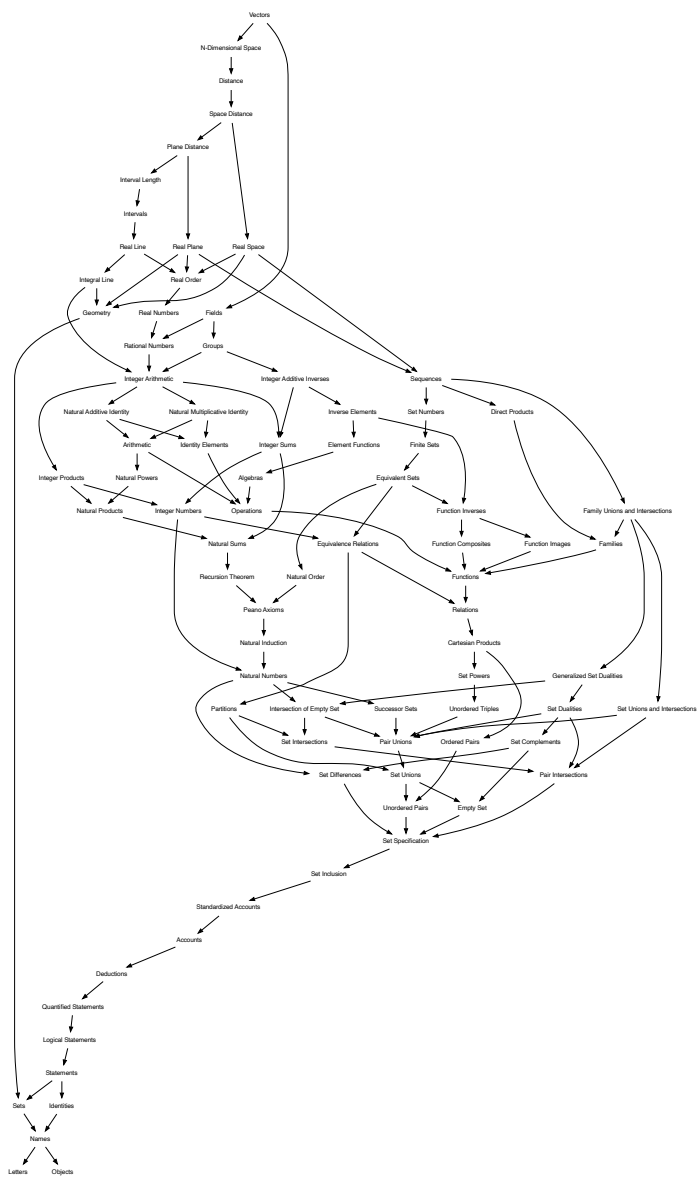 Vectors
N-Dimensional Space
Distance
Space Distance
Plane Distance
Interval Length
Intervals
Real Line Real Plane Real Space
Integral Line Real Order
Geometry Real Numbers Fields
Rational Numbers Groups
Integer Arithmetic Integer Additive Inverses Sequences
Natural Additive Identity Natural Multiplicative Identity Inverse Elements Set Numbers Direct Products
Arithmetic Identity Elements Integer Sums Element Functions Finite Sets
Integer Products Natural Powers Algebras Equivalent Sets
Natural Products Integer Numbers Operations Function Inverses Family Unions and Intersections
Natural Sums Equivalence Relations Function Composites Function Images Families
Recursion Theorem Natural Order Functions
Peano Axioms Relations
Natural Induction Cartesian Products
Natural Numbers Set Powers Generalized Set Dualities
Partitions Intersection of Empty Set Successor Sets Unordered Triples Set Dualities Set Unions and Intersections
Set Intersections Pair Unions Ordered Pairs Set Complements
Set Differences Set Unions Pair Intersections
Unordered Pairs Empty Set
Set Specification
Set Inclusion
Standardized Accounts
Accounts
Deductions
Quantified Statements
Logical Statements
Statements
Sets Identities
Names
Letters Objects